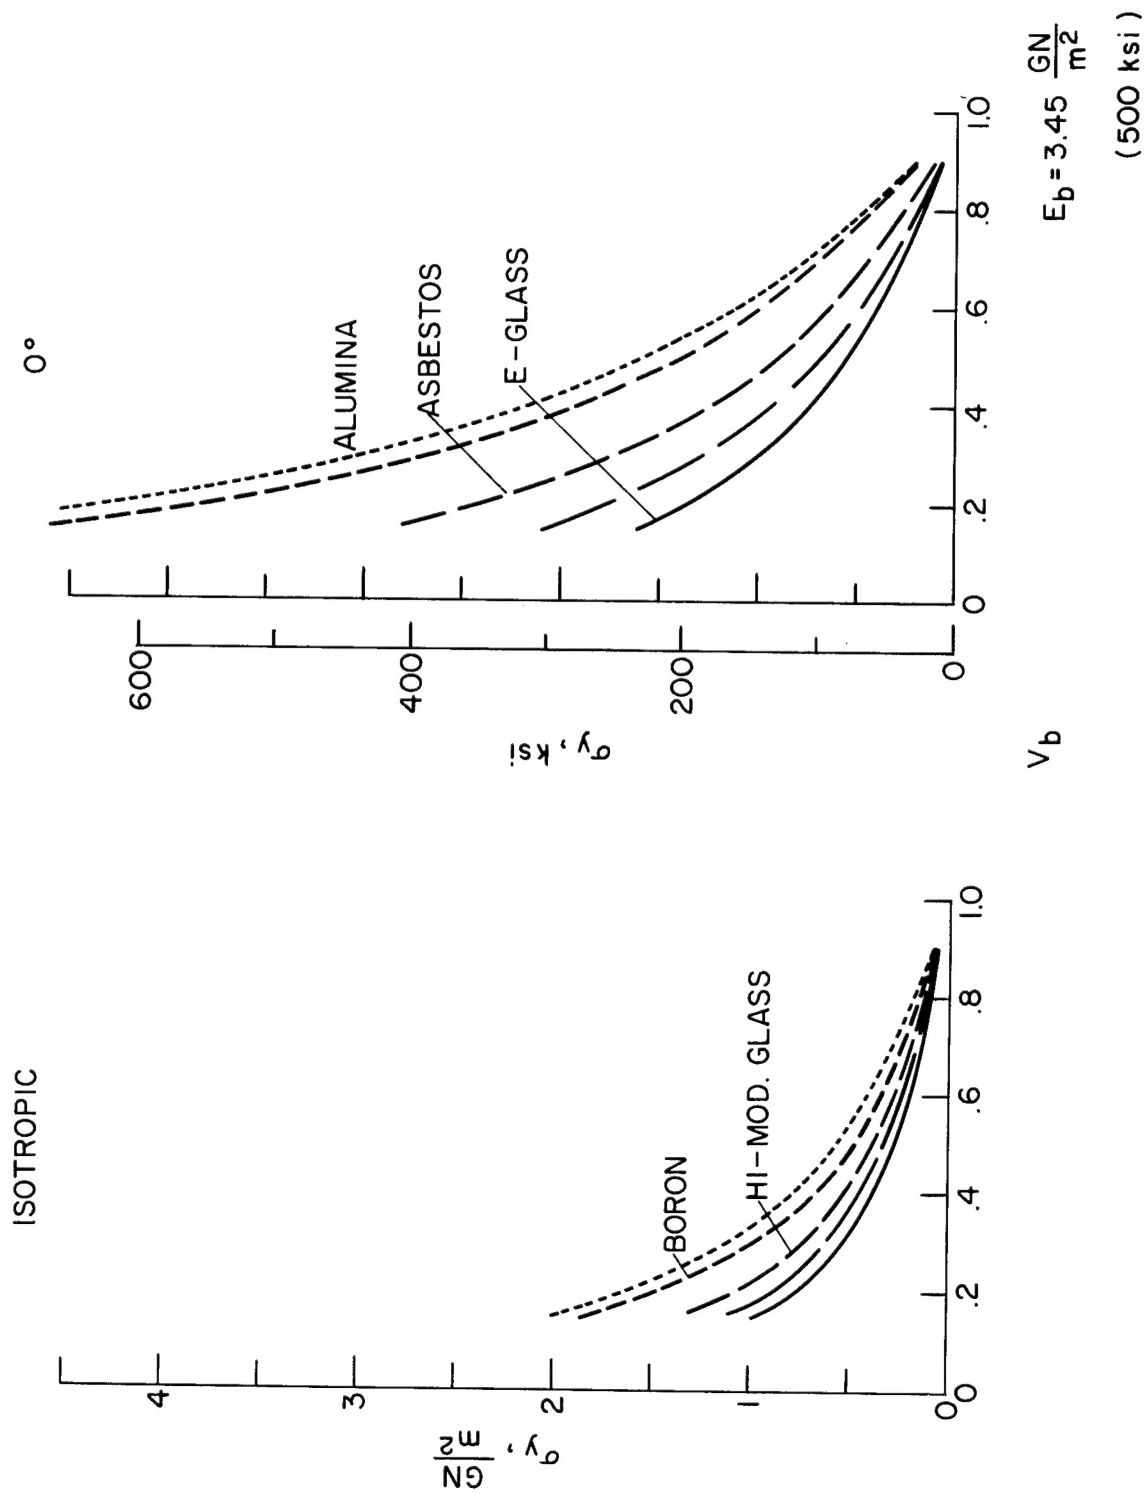 ISOTROPIC
0°
4
3
2
1
0
σy, GN/m2
BORON
HI-MOD. GLASS
0 .2 .4 .6 .8 1.0
600
400
200
0
σy, ksi
ALUMINA
ASBESTOS
E-GLASS
0 .2 .4 .6 .8 1.0
Vb
Eb = 3.45 GN/m2
(500 ksi)